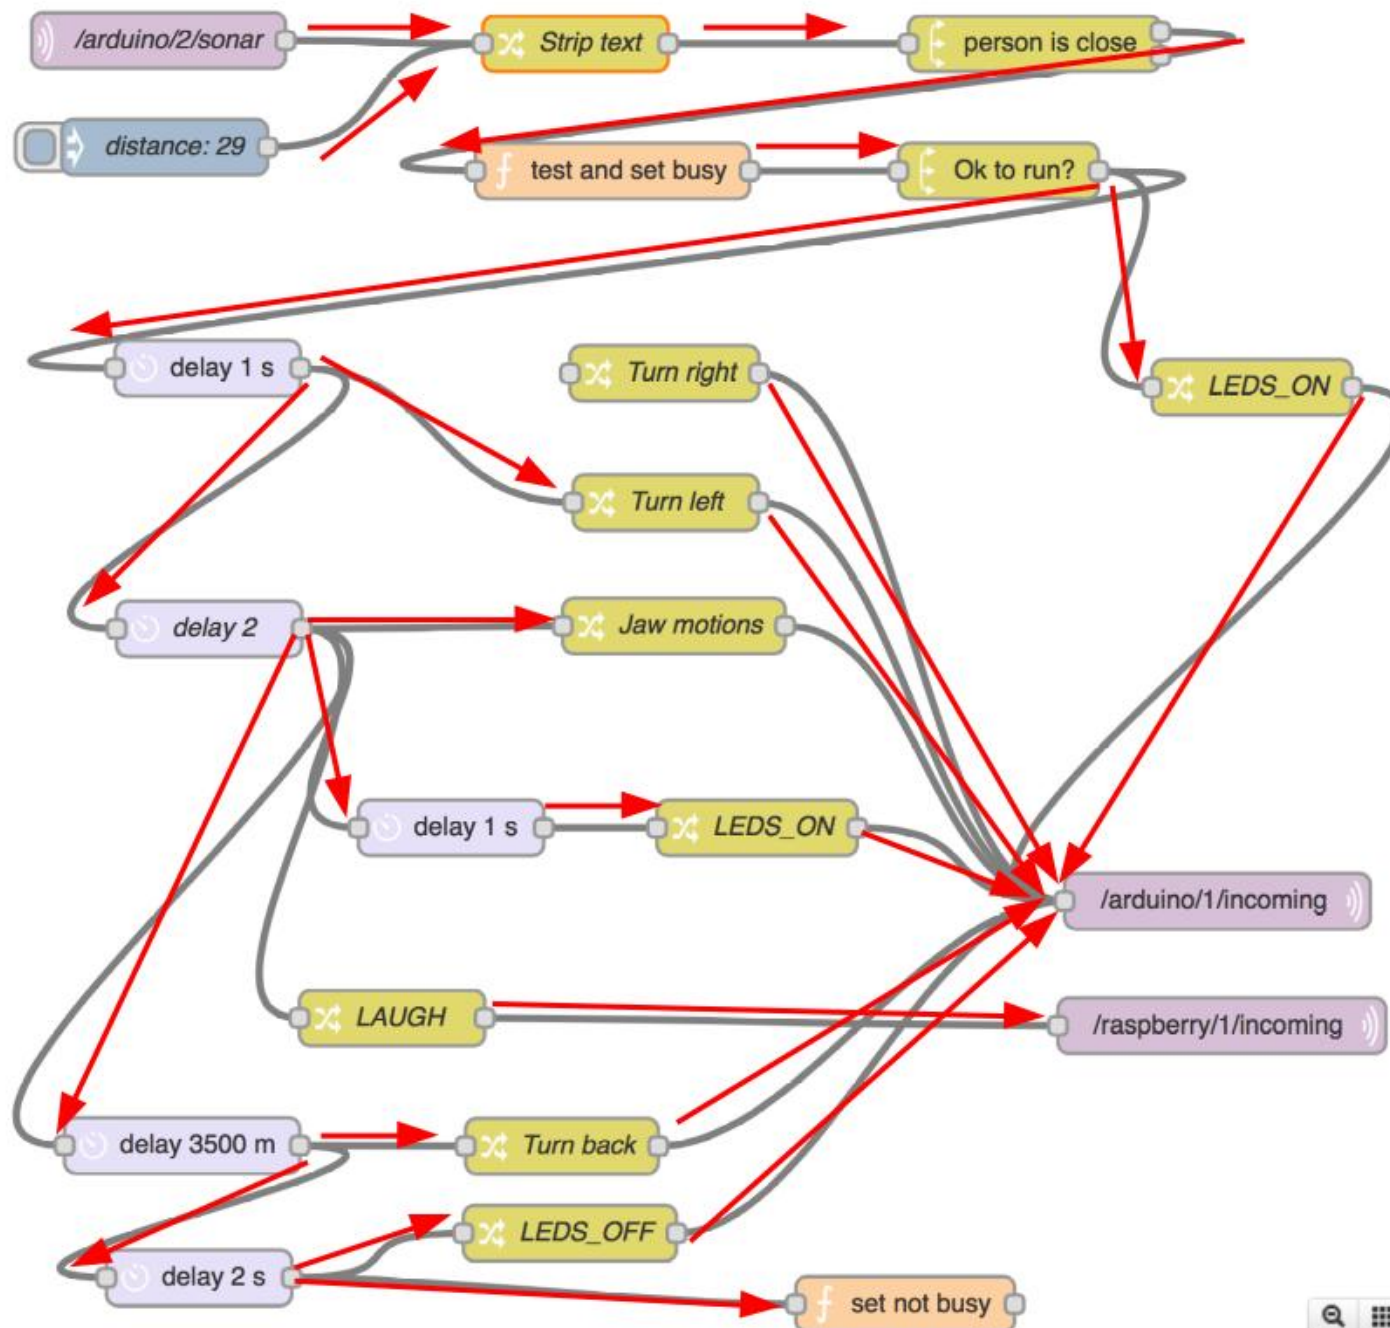 /arduino/2/sonar
Strip text
person is close
distance: 29
test and set busy
Ok to run?
delay 1 s
Turn right
LEDS_ON
Turn left
delay 2
Jaw motions
delay 1 s
LEDS_ON
/arduino/1/incoming
LAUGH
/raspberry/1/incoming
delay 3500 m
Turn back
LEDS_OFF
delay 2 s
set not busy